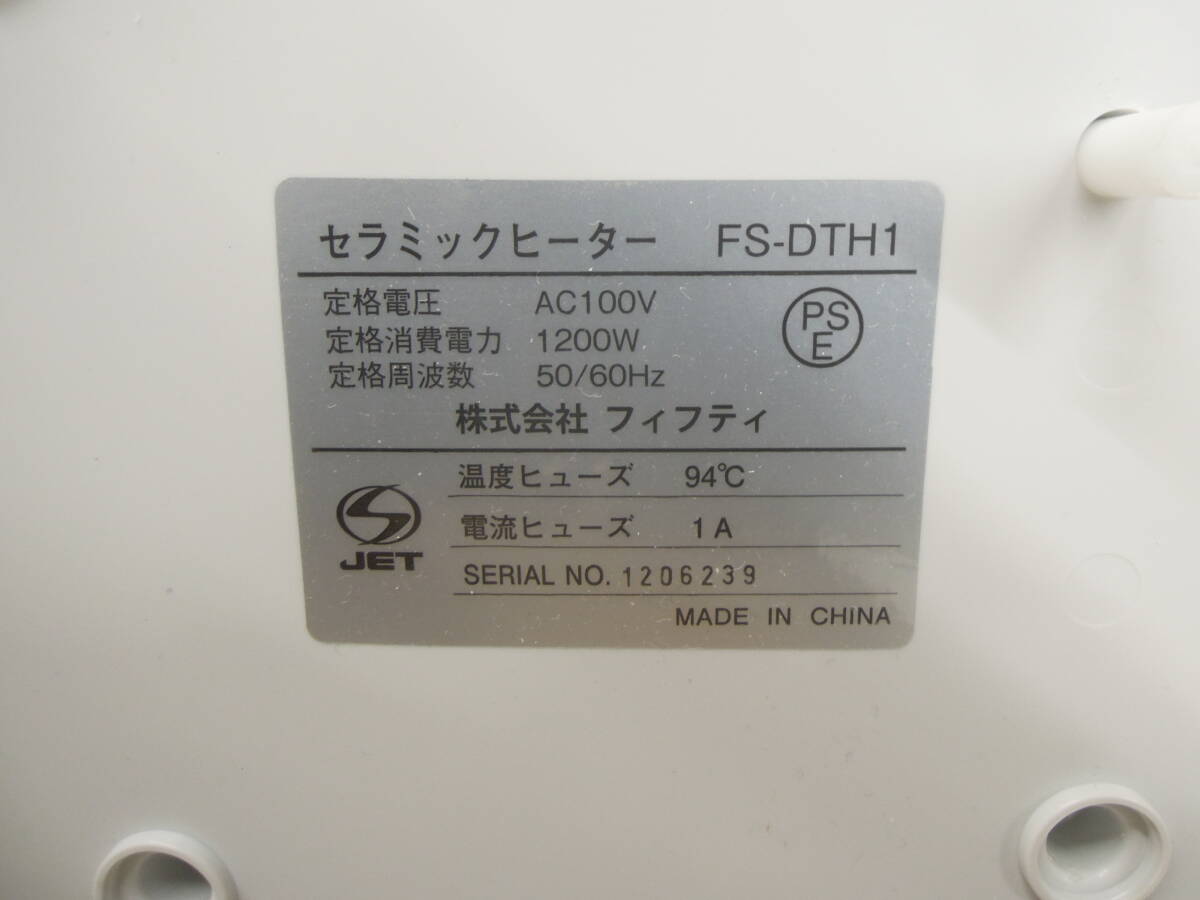 セラミックヒーター FS-DTH1
定格電圧 AC100V
定格消費電力 1200W
定格周波数 50/60Hz
PS
E
株式会社 フィフティ
温度ヒューズ 94℃
電流ヒューズ 1A
JET
SERIAL NO. 1206239
MADE IN CHINA